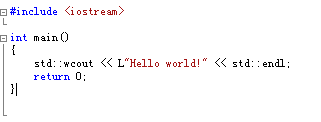 #include <iostream>
int main()
{
    std::wcout << L"Hello world!" << std::endl;
    return 0;
}